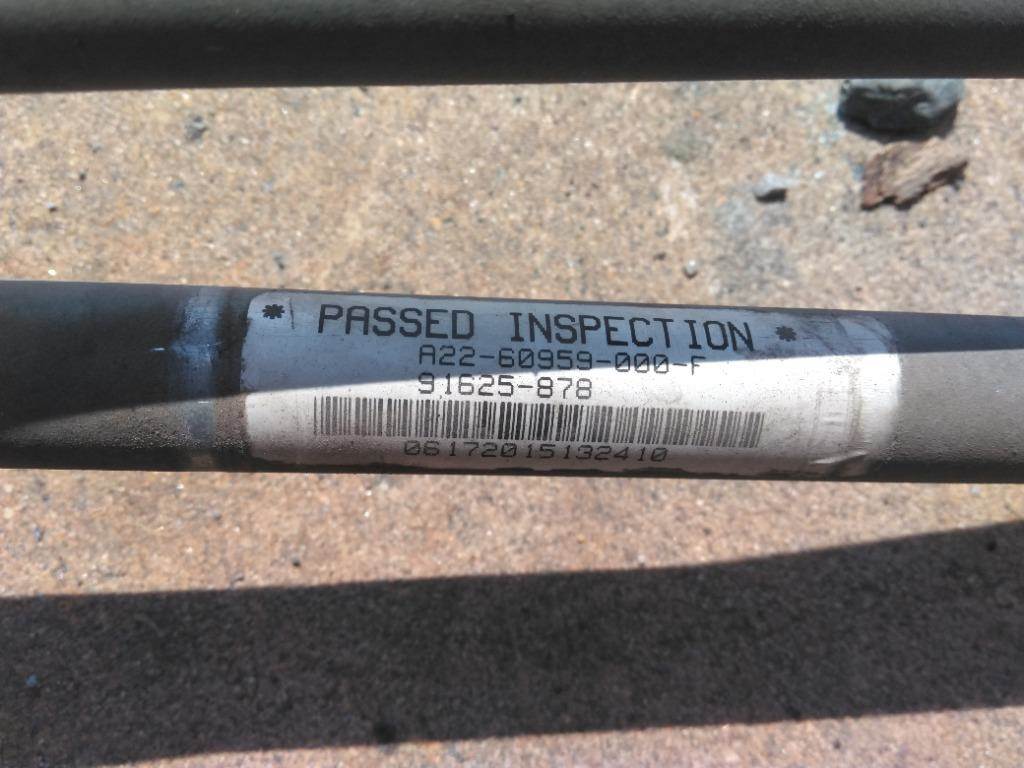 * PASSED INSPECTION *
A22-60959-000-F
91625-878
06172015132410